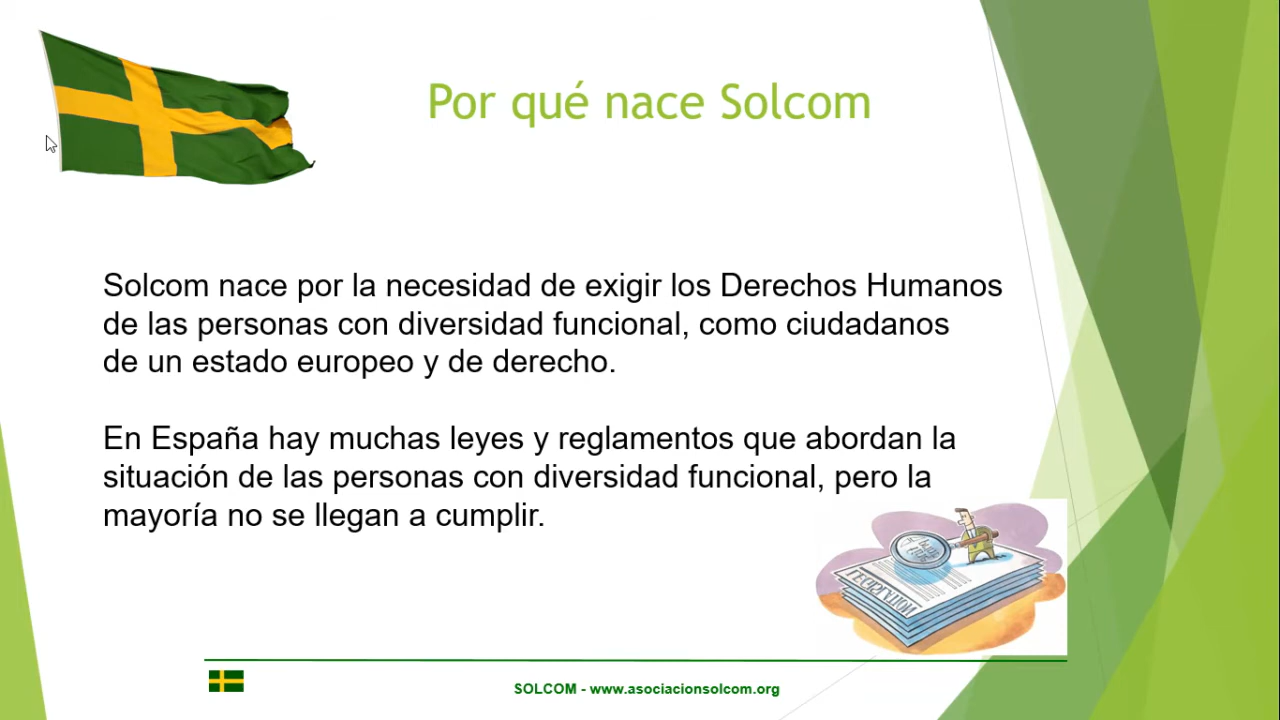 Por qué nace Solcom
Solcom nace por la necesidad de exigir los Derechos Humanos
de las personas con diversidad funcional, como ciudadanos
de un estado europeo y de derecho.
En España hay muchas leyes y reglamentos que abordan la
situación de las personas con diversidad funcional, pero la
mayoría no se llegan a cumplir.
SOLCOM - www.asociacionsolcom.org